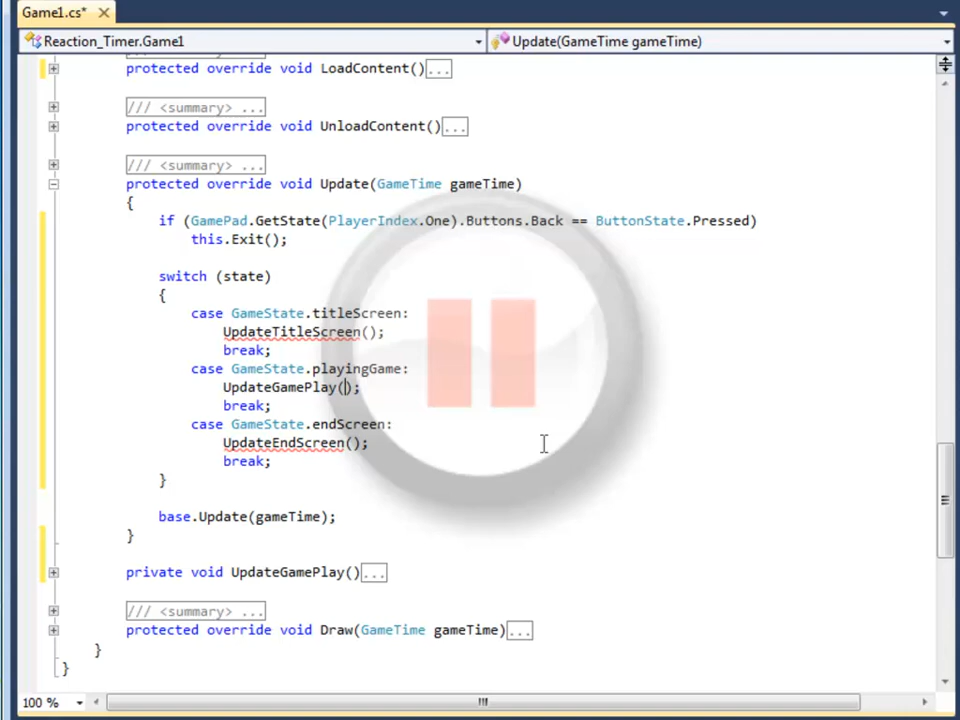 Game1.cs*
Reaction_Timer.Game1 Update(GameTime gameTime)
protected override void LoadContent()...
/// <summary> ...
protected override void UnloadContent()...
/// <summary> ...
protected override void Update(GameTime gameTime)
{
if (GamePad.GetState(PlayerIndex.One).Buttons.Back == ButtonState.Pressed)
this.Exit();
switch (state)
{
case GameState.titleScreen:
UpdateTitleScreen();
break;
case GameState.playingGame:
UpdateGamePlay();
break;
case GameState.endScreen:
UpdateEndScreen();
break;
}
base.Update(gameTime);
}
private void UpdateGamePlay()...
/// <summary> ...
protected override void Draw(GameTime gameTime)...
}
}
100 %